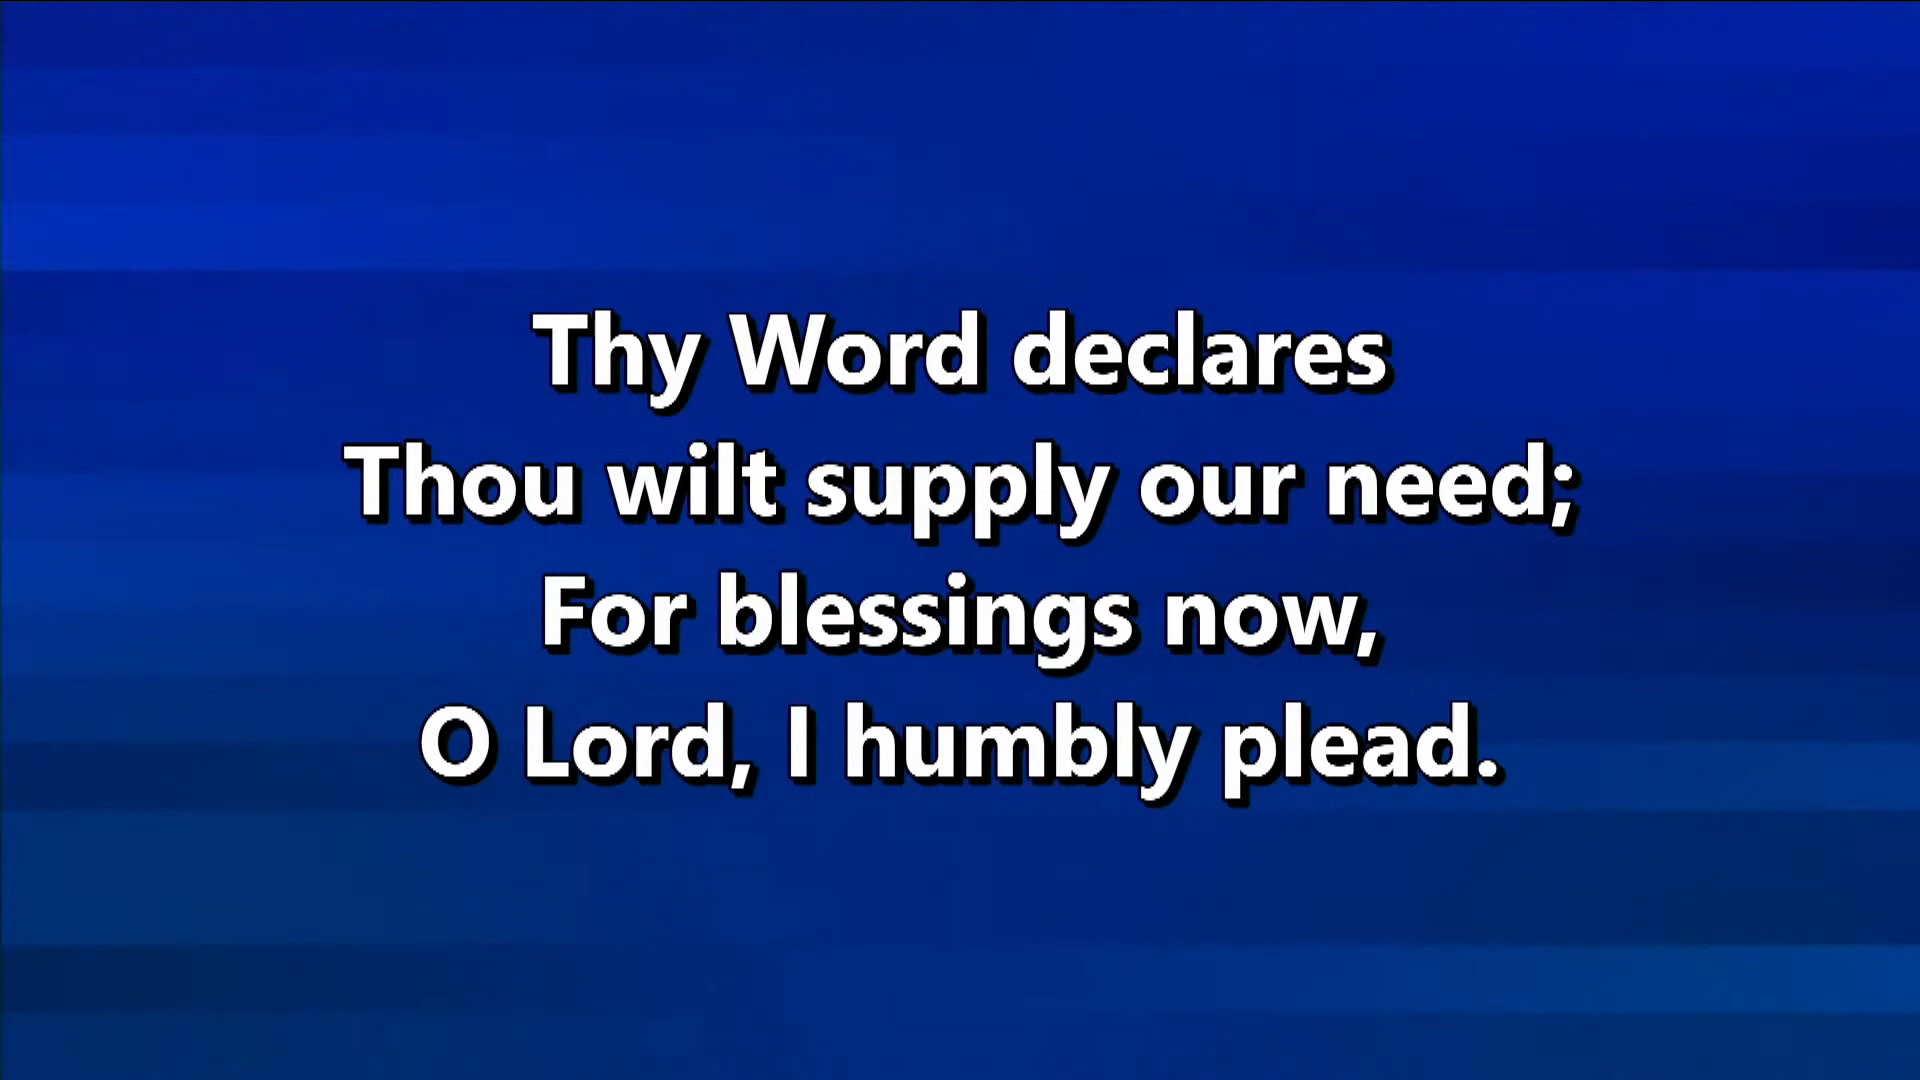 Thy Word declares
Thou wilt supply our need;
For blessings now,
O Lord, I humbly plead.